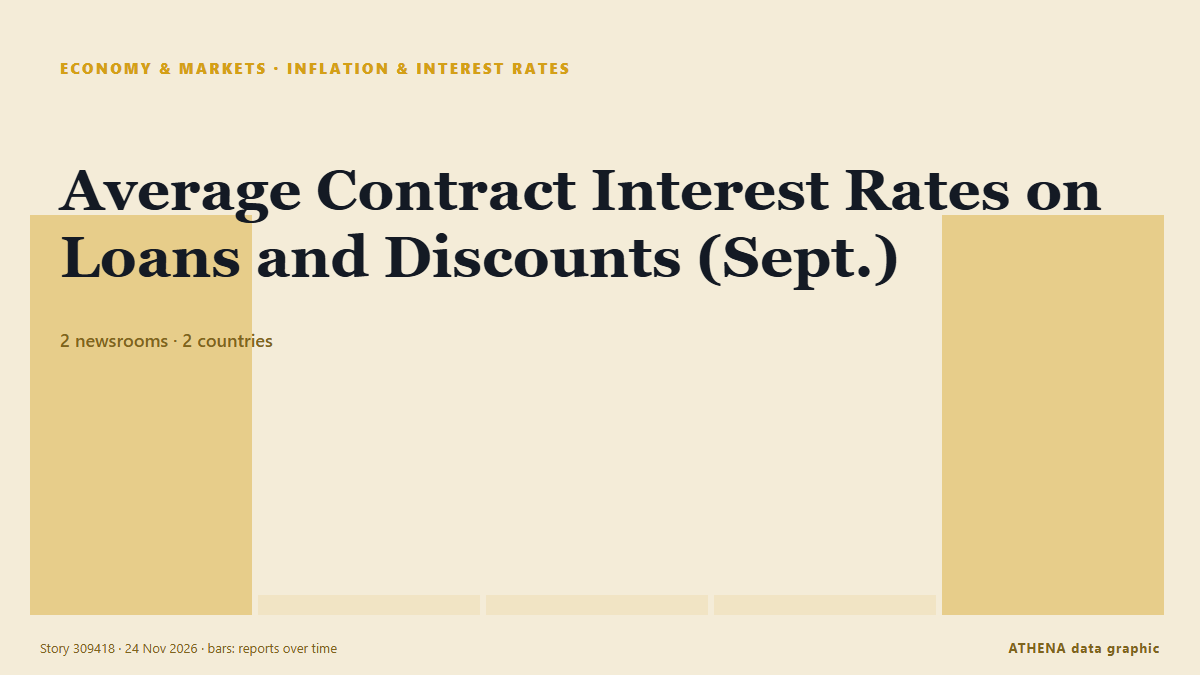 ECONOMY & MARKETS · INFLATION & INTEREST RATES
Average Contract Interest Rates on
Loans and Discounts (Sept.)
2 newsrooms · 2 countries
Story 309418 · 24 Nov 2026 · bars: reports over time
ATHENA data graphic